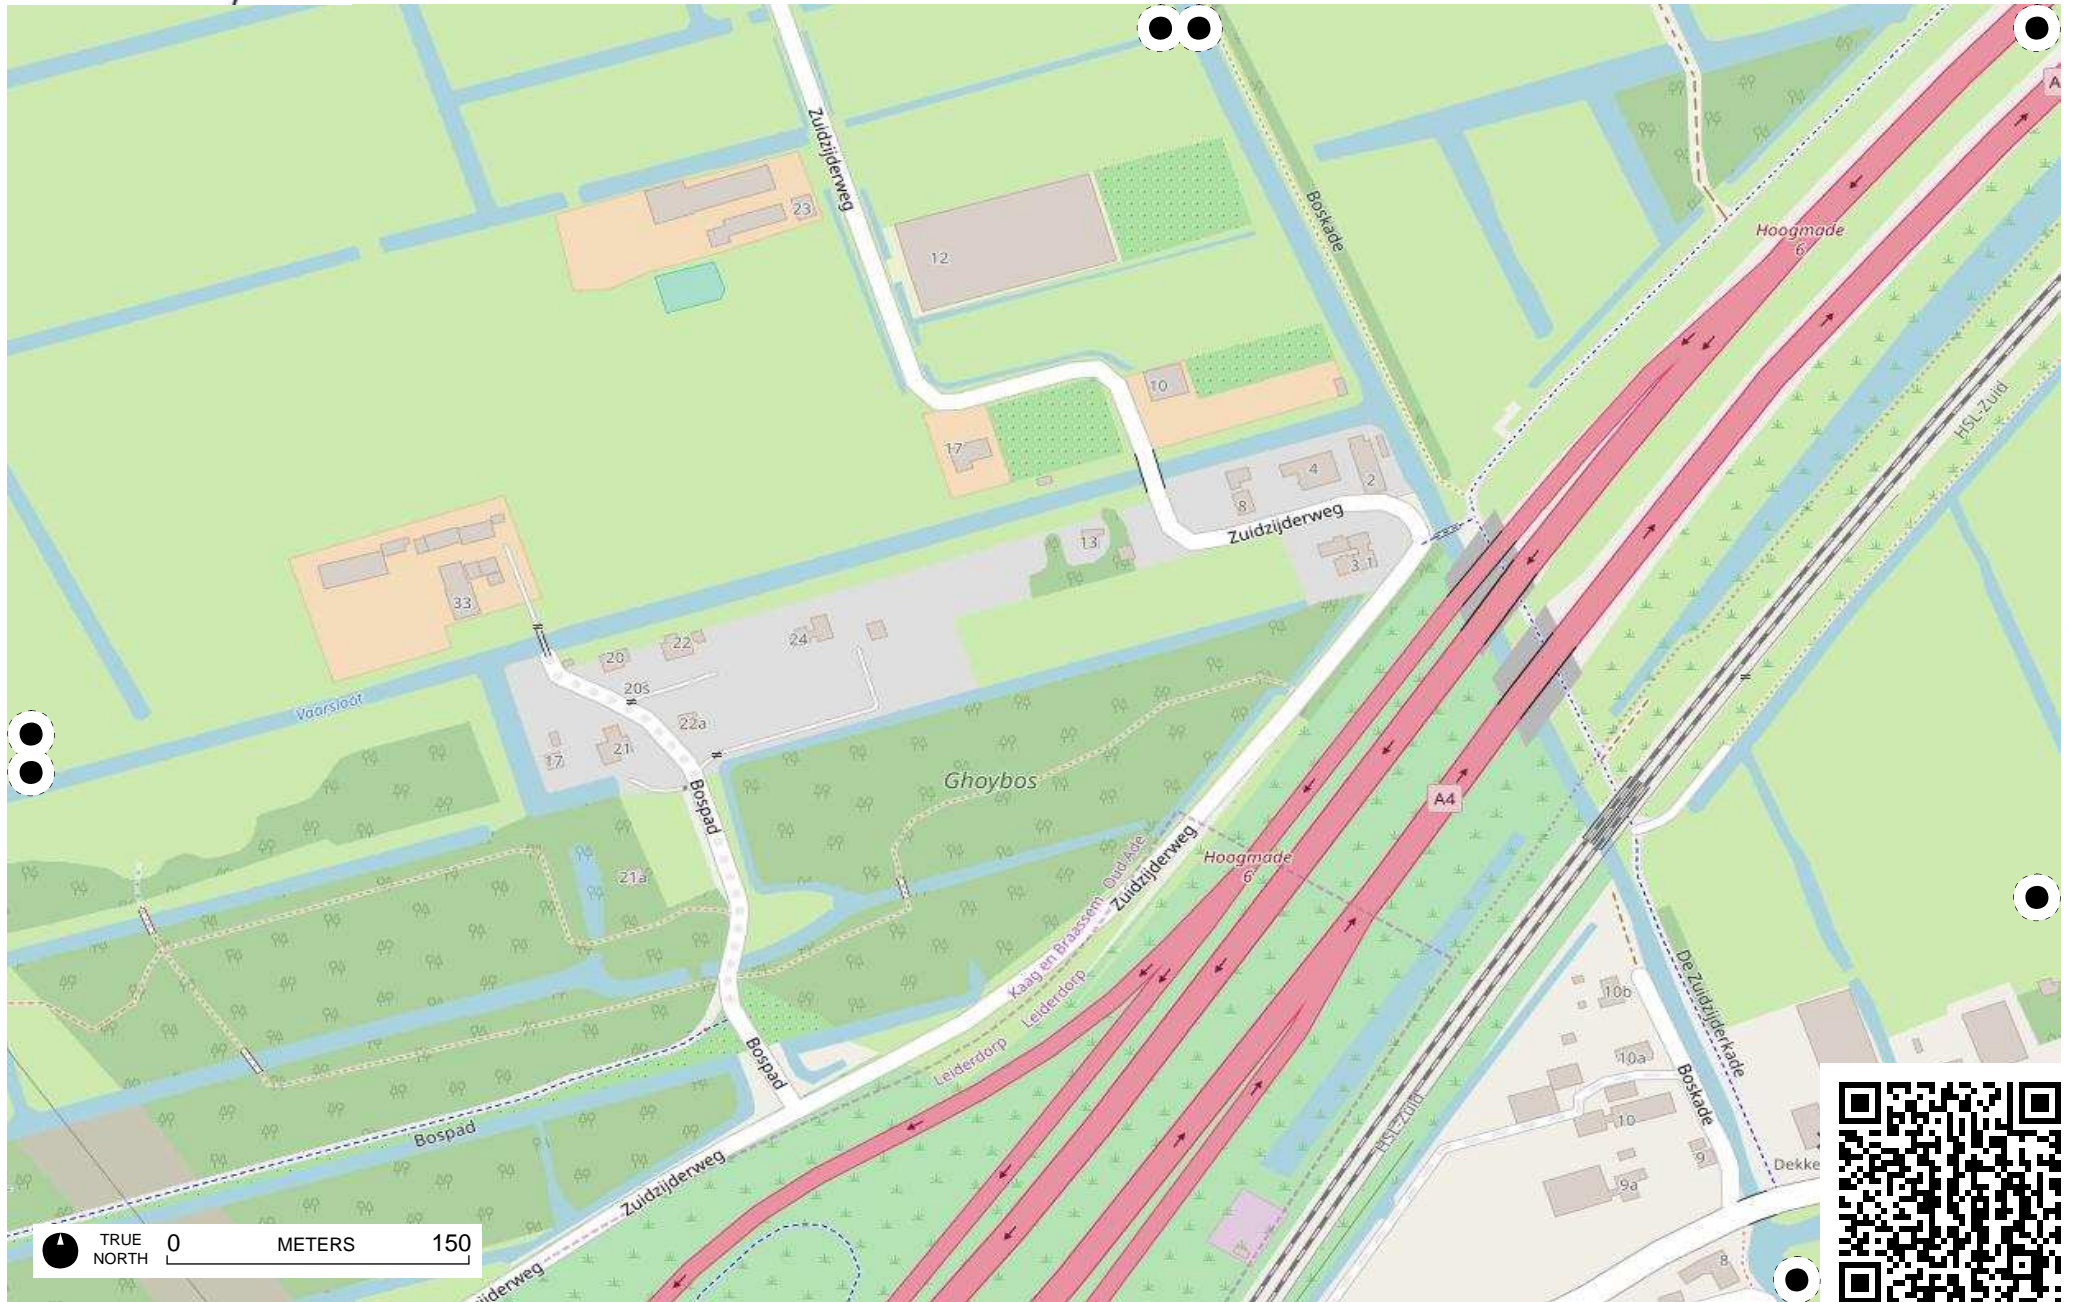 Zuidzijderweg
23
12
Boskade
Hoogmade
6
HSL-Zuid
10
17
4
2
8
Zuidzijderweg
13
3
1
33
20
22
24
20s
22a
21
17
Vaarsloot
Bospad
Ghoybos
A4
21a
Oud Ade
Kaag en Braassem
Zuidzijderweg
Hoogmade
6
Leiderdorp
Leiderdorp
De Zuidzijderkade
10b
10a
Boskade
Bospad
10
HSL-Zuid
9
9a
Dekke
Bospad
Zuidzijderweg
8
ijderweg
TRUE
NORTH
0 METERS 150